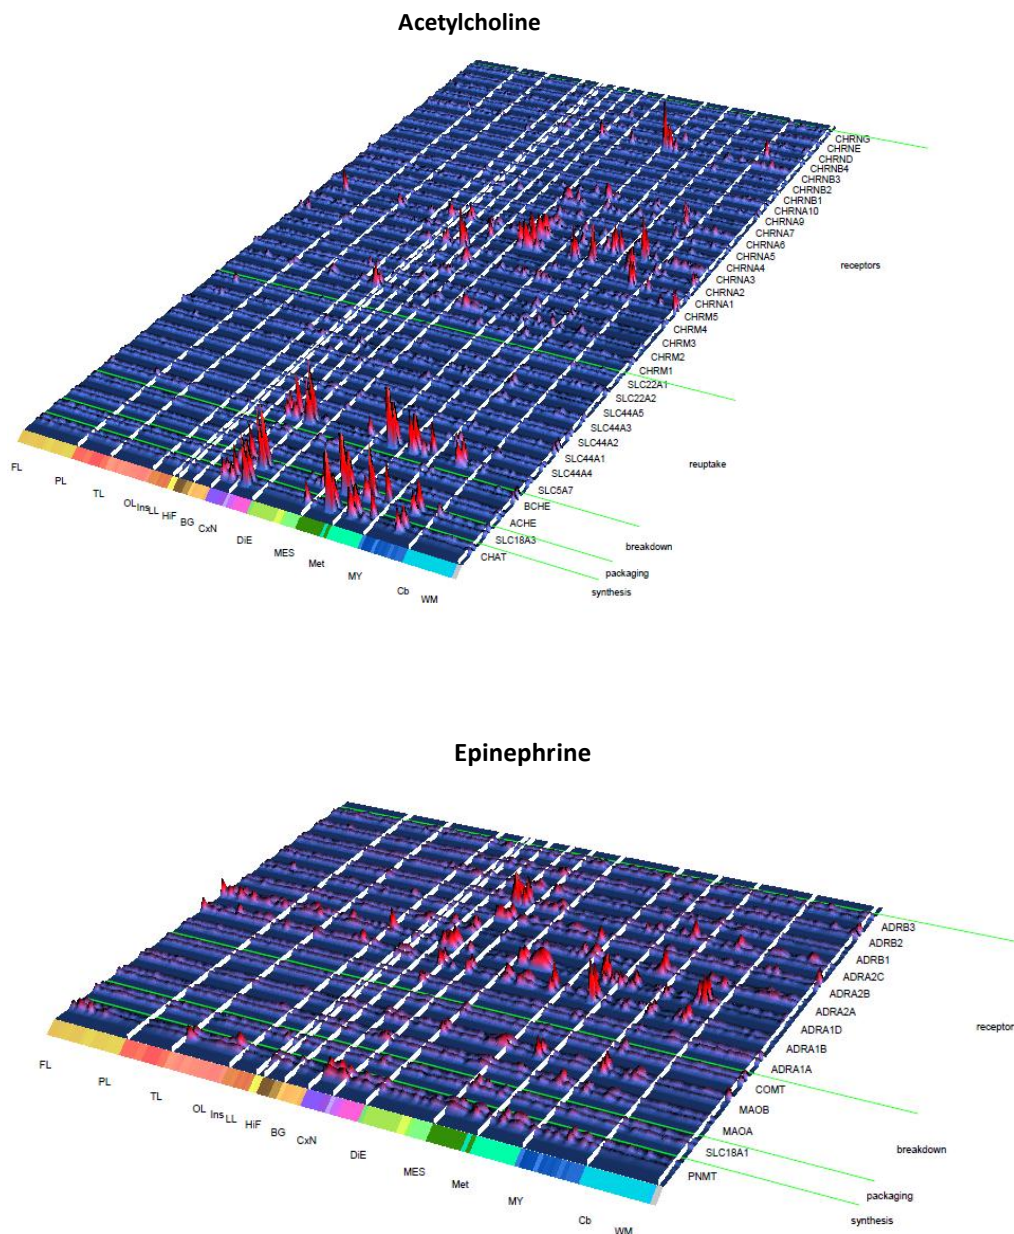 Acetylcholine
CHRNG
CHRNE
CHRND
CHRNB4
CHRNB3
CHRNB2
CHRNB1
CHRNA10
CHRNA9
CHRNA7
CHRNA6
CHRNA5
CHRNA4
CHRNA3
CHRNA2
CHRNA1
CHRM5
CHRM4
CHRM3
CHRM2
CHRM1
SLC22A1
SLC22A2
SLC44A5
SLC44A3
SLC44A2
SLC44A1
SLC44A4
SLC5A7
BCHE
ACHE
SLC18A3
CHAT
receptors
reuptake
breakdown
packaging
synthesis
FL
PL
TL
OL
Ins
LL
HiF
BG
CxN
DiE
MES
Met
MY
Cb
WM
Epinephrine
ADRB3
ADRB2
ADRB1
ADRA2C
ADRA2B
ADRA2A
ADRA1D
ADRA1B
ADRA1A
COMT
MAOB
MAOA
SLC18A1
PNMT
receptor
breakdown
packaging
synthesis
FL
PL
TL
OL
Ins
LL
HiF
BG
CxN
DiE
MES
Met
MY
Cb
WM